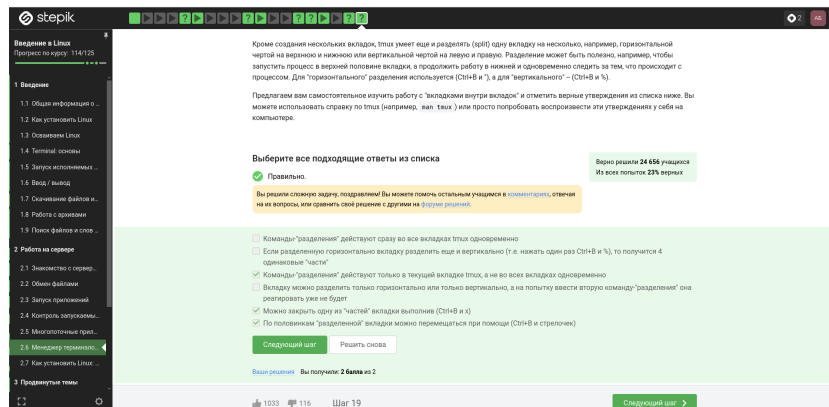 stepik
2
АБ
Введение в Linux
Прогресс по курсу: 114/125
1 Введение
1.1 Общая информация о ...
1.2 Как установить Linux
1.3 Осваиваем Linux
1.4 Terminal: основы
1.5 Запуск исполняемых ...
1.6 Ввод / вывод
1.7 Скачивание файлов и...
1.8 Работа с архивами
1.9 Поиск файлов и слов ...
2 Работа на сервере
2.1 Знакомство с сервер...
2.2 Обмен файлами
2.3 Запуск приложений
2.4 Контроль запускаемы...
2.5 Многопоточные прил...
2.6 Менеджер терминало...
2.7 Как установить Linux: ...
3 Продвинутые темы
Кроме создания нескольких вкладок, tmux умеет еще и разделять (split) одну вкладку на несколько, например, горизонтальной
чертой на верхнюю и нижнюю или вертикальной чертой на левую и правую. Разделение может быть полезно, например, чтобы
запустить процесс в верхней половине вкладки, а продолжить работу в нижней и одновременно следить за тем, что происходит с
процессом. Для "горизонтального" разделения используется (Ctrl+B и "), а для "вертикального" – (Ctrl+B и %).
Предлагаем вам самостоятельное изучить работу с "вкладками внутри вкладок" и отметить верные утверждения из списка ниже. Вы
можете использовать справку по tmux (например, man tmux) или просто попробовать воспроизвести эти утверждениях у себя на
компьютере.
Выберите все подходящие ответы из списка
Верно решили 24 656 учащихся
Из всех попыток 23% верных
Правильно.
Вы решили сложную задачу, поздравляем! Вы можете помочь остальным учащимся в комментариях, отвечая
на их вопросы, или сравнить своё решение с другими на форуме решений.
Команды-"разделения" действуют сразу во все вкладках tmux одновременно
Если разделенную горизонтально вкладку разделить еще и вертикально (т.е. нажать один раз Ctrl+B и %), то получится 4
одинаковые "части"
Команды-"разделения" действуют только в текущей вкладке tmux, а не во всех вкладках одновременно
Вкладку можно разделить только горизонтально или только вертикально, а на попытку ввести вторую команду-"разделения" она
реагировать уже не будет
Можно закрыть одну из "частей" вкладки выполнив (Ctrl+B и x)
По половинкам "разделенной" вкладки можно перемещаться при помощи (Ctrl+B и стрелочек)
Следующий шаг
Решить снова
Ваши решения Вы получили: 2 балла из 2
1033 116 Шаг 19
Следующий шаг